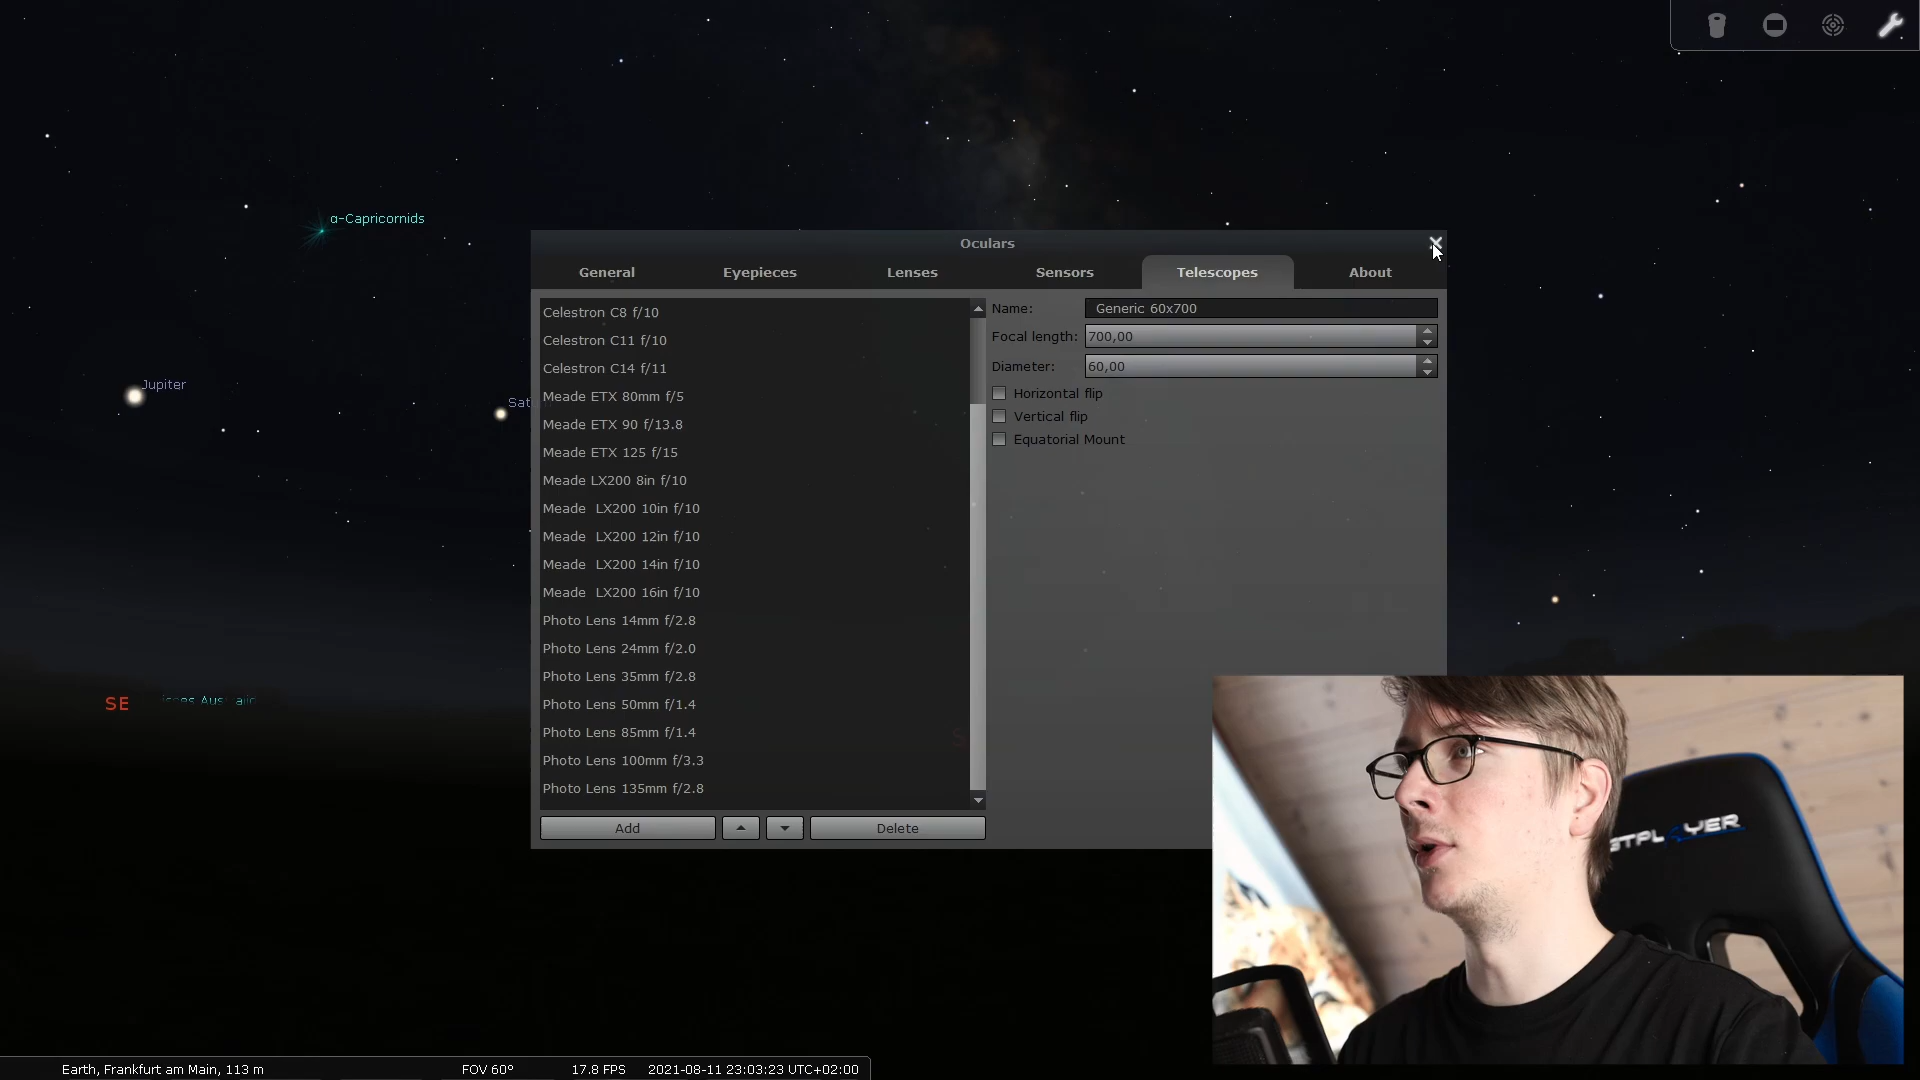 α-Capricornids
Oculars
General
Eyepieces
Lenses
Sensors
Telescopes
About
Celestron C8 f/10
Celestron C11 f/10
Celestron C14 f/11
Meade ETX 80mm f/5
Meade ETX 90 f/13.8
Meade ETX 125 f/15
Meade LX200 8in f/10
Meade  LX200 10in f/10
Meade  LX200 12in f/10
Meade  LX200 14in f/10
Meade  LX200 16in f/10
Photo Lens 14mm f/2.8
Photo Lens 24mm f/2.0
Photo Lens 35mm f/2.8
Photo Lens 50mm f/1.4
Photo Lens 85mm f/1.4
Photo Lens 100mm f/3.3
Photo Lens 135mm f/2.8
Name: Generic 60x700
Focal length: 700,00
Diameter: 60,00
Horizontal flip
Vertical flip
Equatorial Mount
Jupiter
Satu
SE
Add
Delete
GTPLAYER
Earth, Frankfurt am Main, 113 m
FOV 60°
17.8 FPS
2021-08-11 23:03:23 UTC+02:00